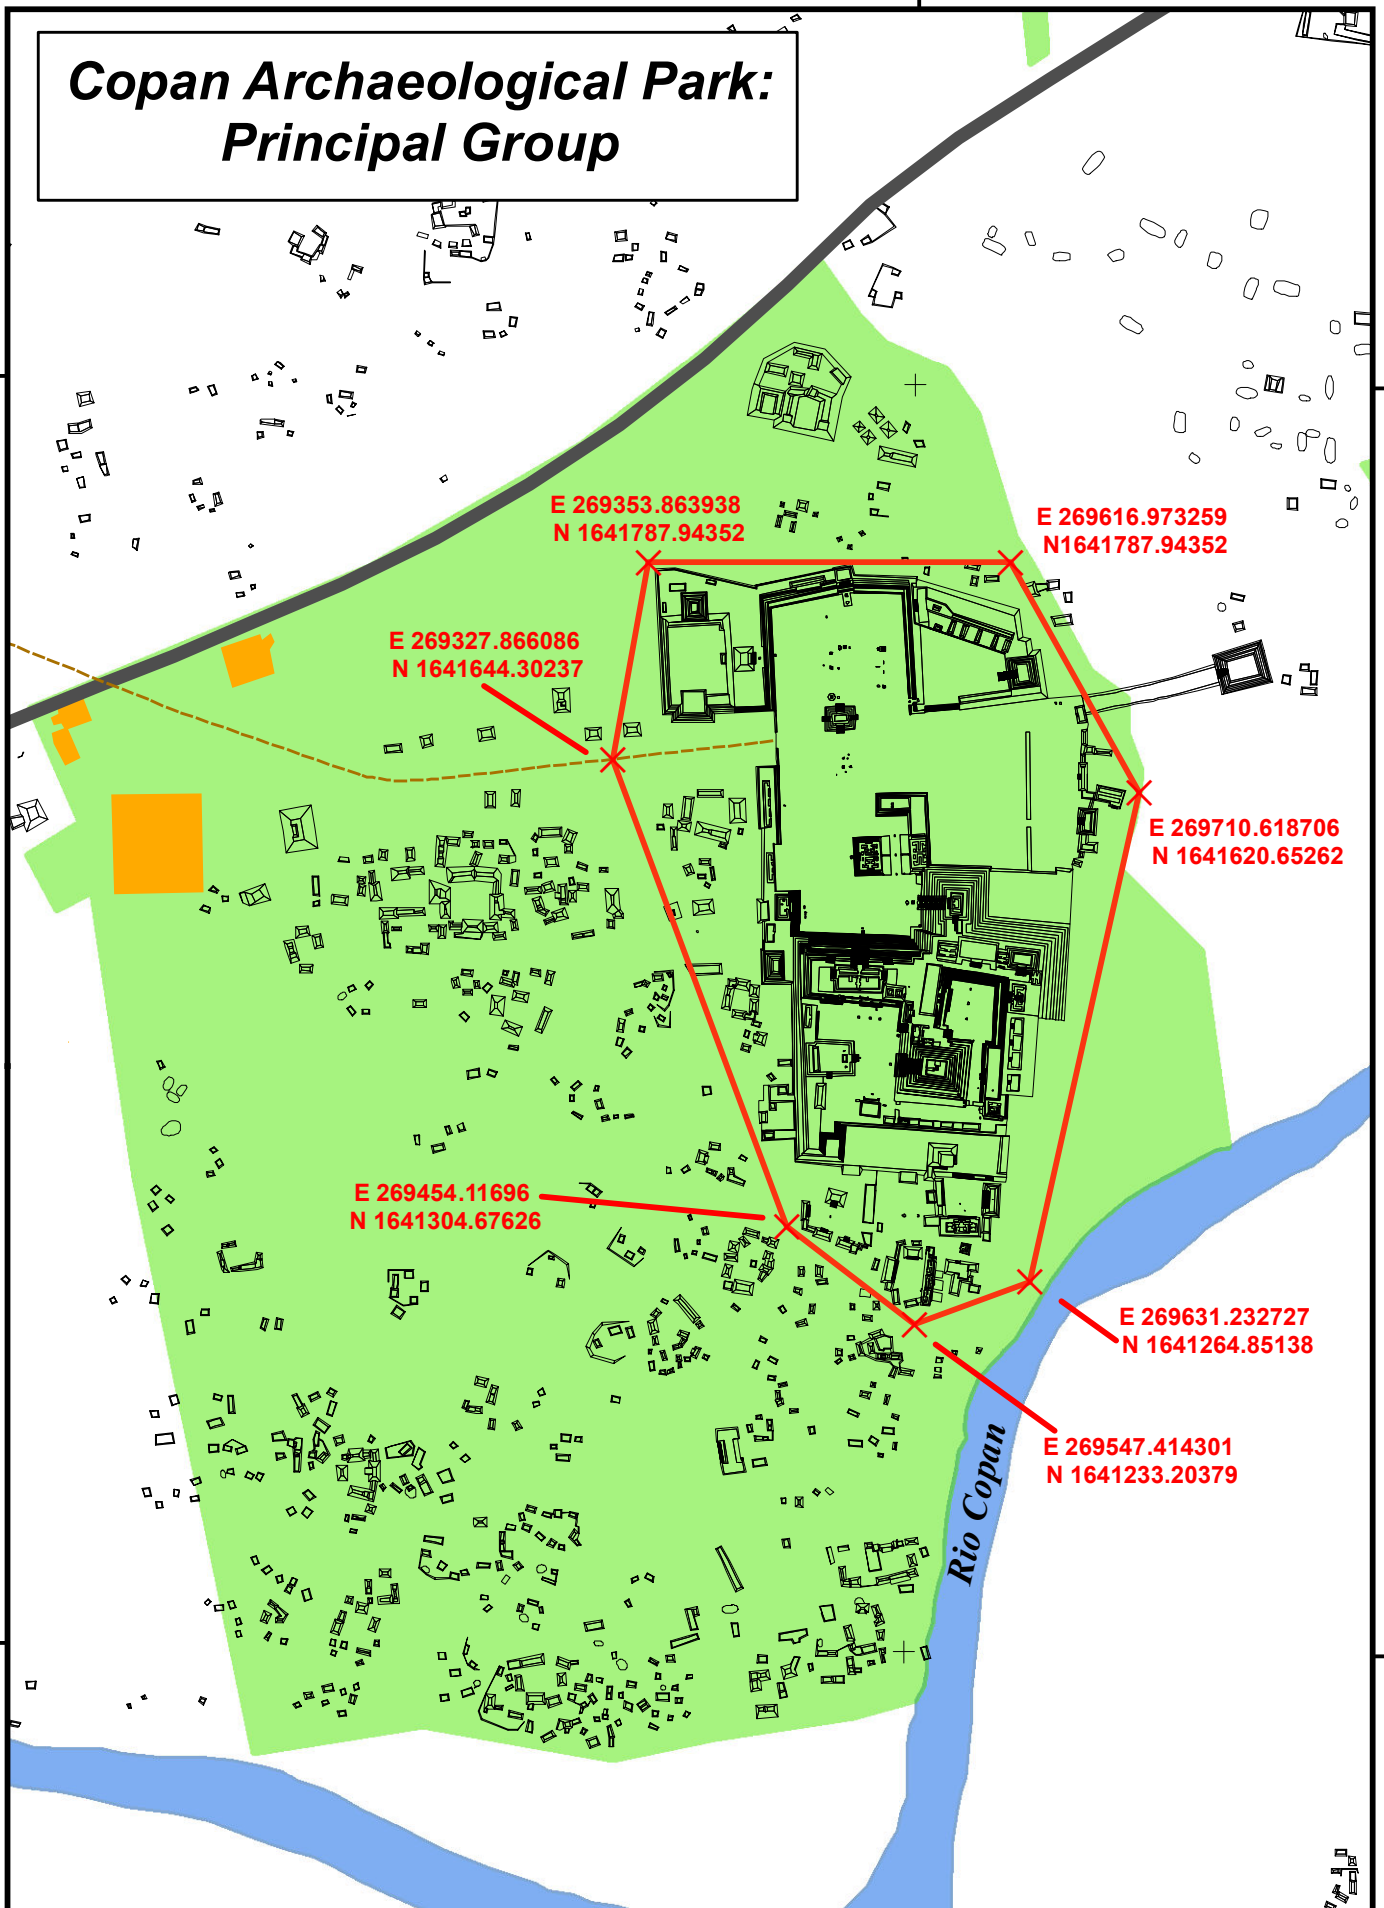 Copan Archaeological Park:
Principal Group
E 269353.863938
N 1641787.94352
E 269616.973259
N1641787.94352
E 269327.866086
N 1641644.30237
E 269710.618706
N 1641620.65262
E 269454.11696
N 1641304.67626
E 269631.232727
N 1641264.85138
E 269547.414301
N 1641233.20379
Rio Copan